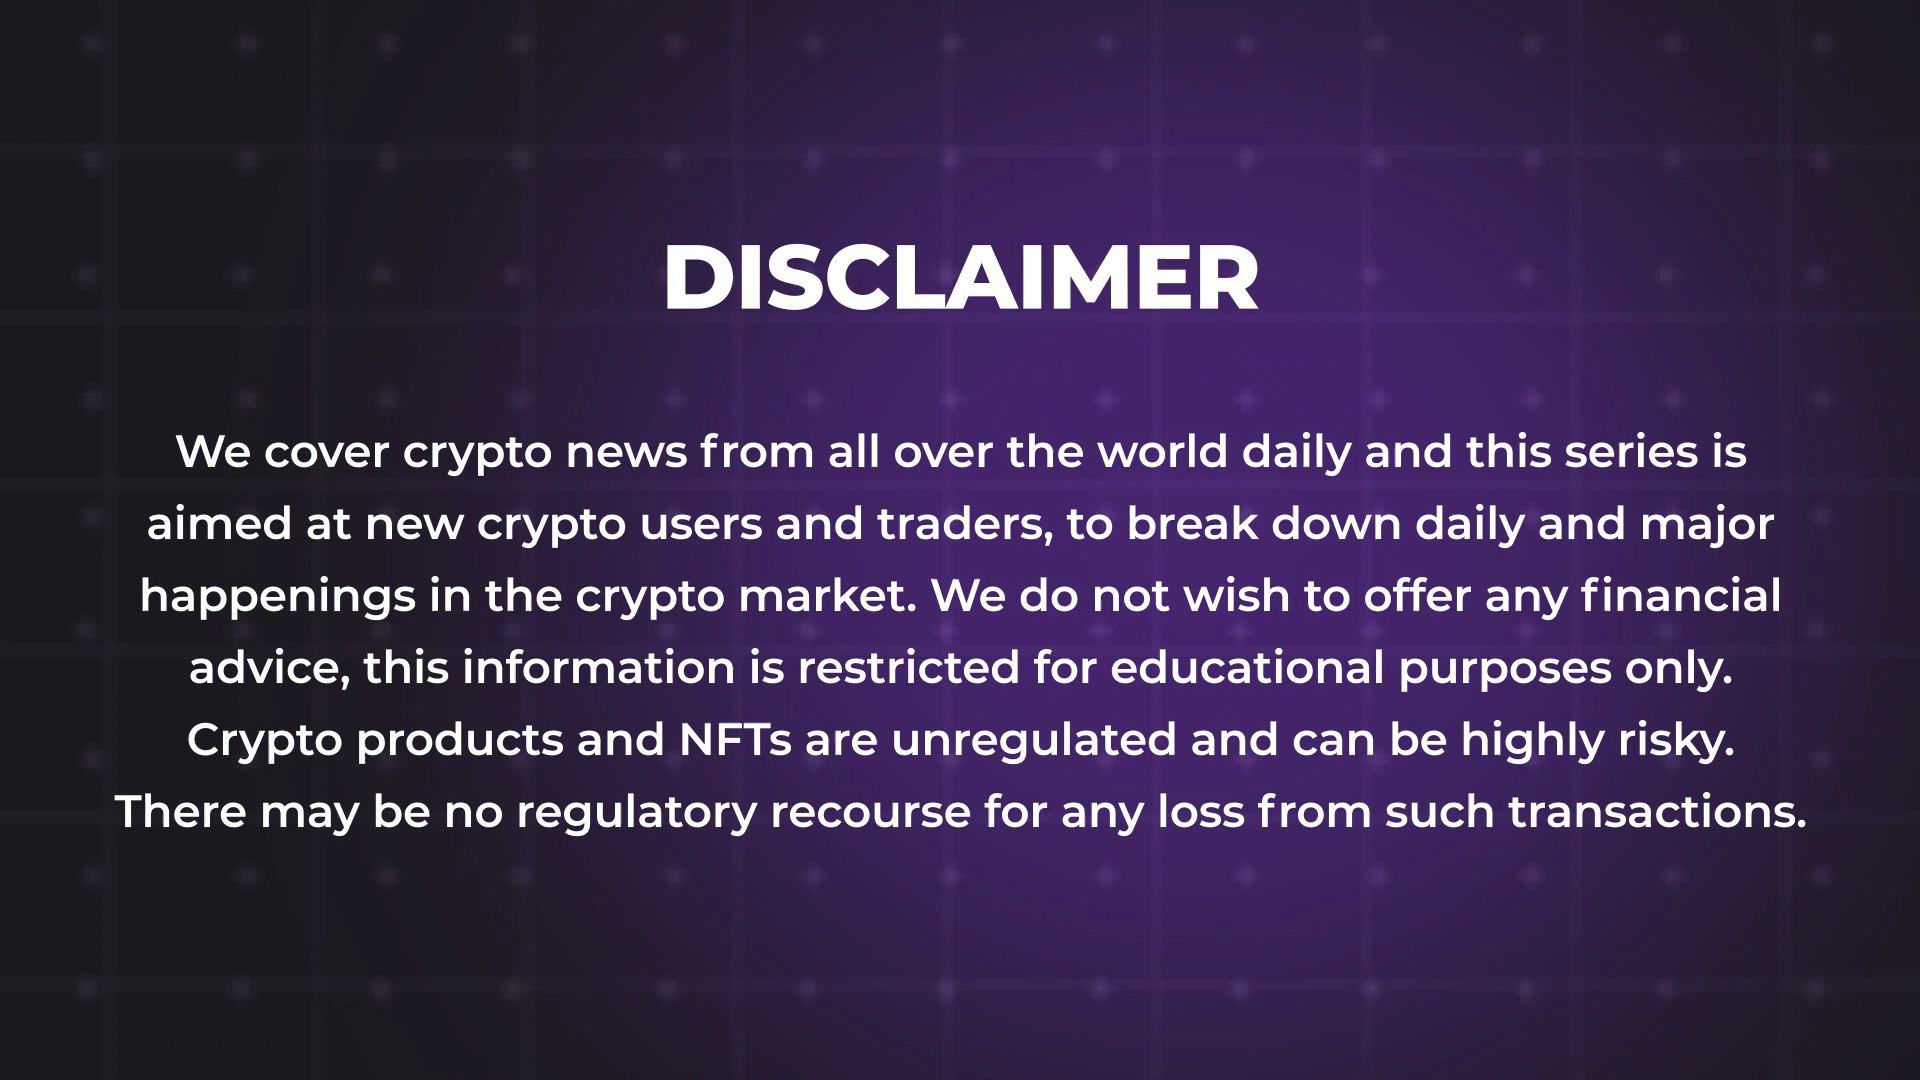 DISCLAIMER
We cover crypto news from all over the world daily and this series is
aimed at new crypto users and traders, to break down daily and major
happenings in the crypto market. We do not wish to offer any financial
advice, this information is restricted for educational purposes only.
Crypto products and NFTs are unregulated and can be highly risky.
There may be no regulatory recourse for any loss from such transactions.